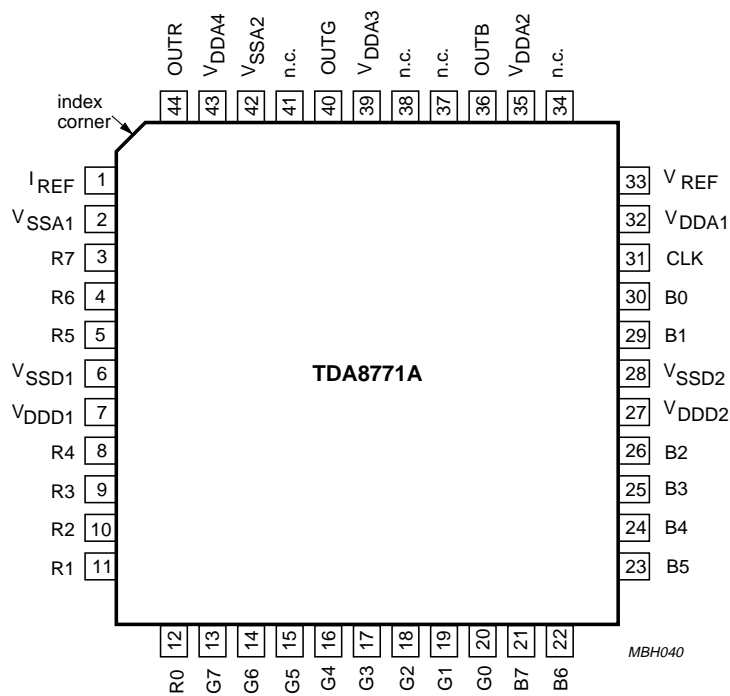 OUTR VDDA4 VSSA2 n.c. OUTG VDDA3 n.c. n.c. OUTB VDDA2 n.c.
44 43 42 41 40 39 38 37 36 35 34
index
corner
IREF 1
VSSA1 2
R7 3
R6 4
R5 5
VSSD1 6
VDDD1 7
R4 8
R3 9
R2 10
R1 11
TDA8771A
33 VREF
32 VDDA1
31 CLK
30 B0
29 B1
28 VSSD2
27 VDDD2
26 B2
25 B3
24 B4
23 B5
12 13 14 15 16 17 18 19 20 21 22
R0 G7 G6 G5 G4 G3 G2 G1 G0 B7 B6
MBH040